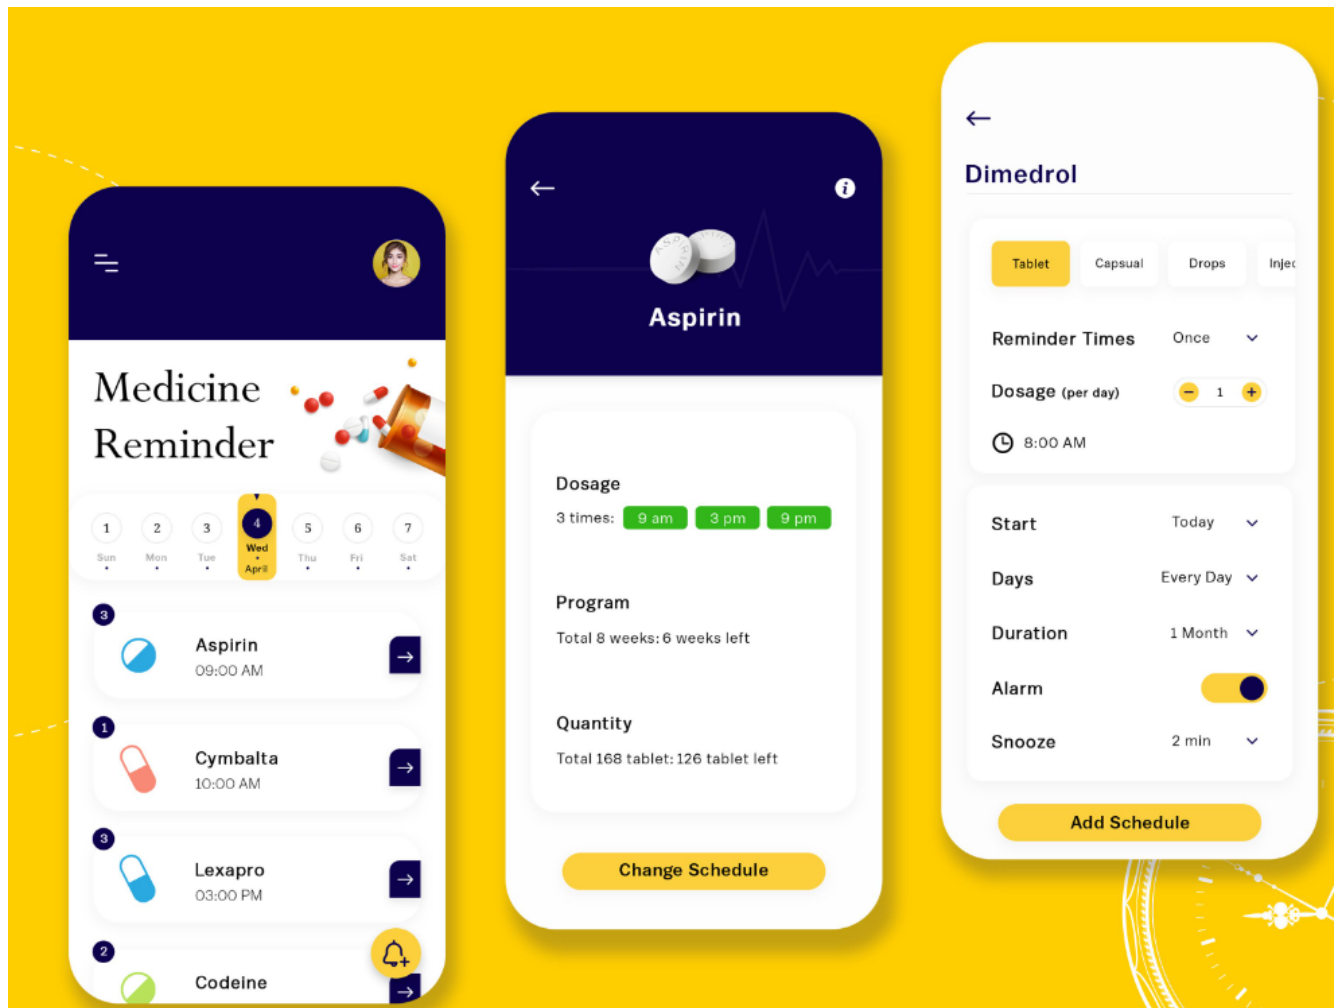 Medicine
Reminder
1 2 3 4 5 6 7
Sun Mon Tue Wed Thu Fri Sat
April
3
Aspirin
09:00 AM
1
Cymbalta
10:00 AM
3
Lexapro
03:00 PM
2
Codeine
i
ASPIRIN
Aspirin
Dosage
3 times: 9 am 3 pm 9 pm
Program
Total 8 weeks: 6 weeks left
Quantity
Total 168 tablet: 126 tablet left
Change Schedule
Dimedrol
Tablet Capsual Drops Injec
Reminder Times Once
Dosage (per day) − 1 +
8:00 AM
Start Today
Days Every Day
Duration 1 Month
Alarm
Snooze 2 min
Add Schedule